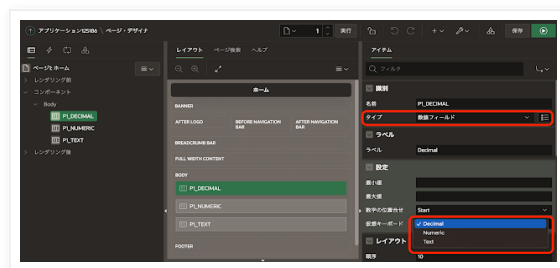 アプリケーション125186 \ ページ・デザイナ
1
実行
保存
ページ1: ホーム
レンダリング前
コンポーネント
Body
P1_DECIMAL
P1_NUMERIC
P1_TEXT
レンダリング後
レイアウト ページ検索 ヘルプ
ホーム
BANNER
AFTER LOGO
BEFORE NAVIGATION BAR
AFTER NAVIGATION BAR
BREADCRUMB BAR
FULL WIDTH CONTENT
BODY
P1_DECIMAL
P1_NUMERIC
P1_TEXT
FOOTER
アイテム
フィルタ
識別
名前 P1_DECIMAL
タイプ 数値フィールド
ラベル
ラベル Decimal
設定
最小値
最大値
数字の位置合せ Start
仮想キーボード
Decimal
Numeric
Text
レイアウト
順序 10